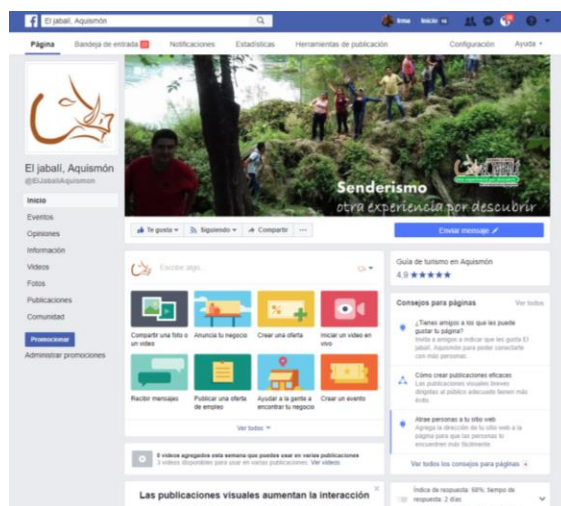 El jabalí, Aquismón
Irma
Inicio 16
Página
Bandeja de entrada
Notificaciones
Estadísticas
Herramientas de publicación
Configuración
Ayuda
El jabalí, Aquismón
@ElJabaliAquismon
Inicio
Eventos
Opiniones
Información
Videos
Fotos
Publicaciones
Comunidad
Promocionar
Administrar promociones
Senderismo
otra experiencia por descubrir
Te gusta
Siguiendo
Compartir
Enviar mensaje
Escribir algo...
Compartir una foto o
un video
Anuncia tu negocio
Crear una oferta
Iniciar un video en
vivo
Recibir mensajes
Publicar una oferta
de empleo
Ayudar a la gente a
encontrar tu negocio
Crear un evento
Ver todos
0 videos agregados esta semana que puedes usar en varias publicaciones
3 videos disponibles para usar en varias publicaciones. Ver videos
Las publicaciones visuales aumentan la interacción
Guía de turismo en Aquismón
4,9 ★★★★★
Consejos para páginas
Ver todos
¿Tienes amigos a los que les puede
gustar tu página?
Invita a amigos a indicar que les gusta El
jabalí, Aquismón para poder conectarte
con más personas.
Cómo crear publicaciones eficaces
Las publicaciones visuales breves
dirigidas al público adecuado tienen más
éxito.
Atrae personas a tu sitio web
Agrega la dirección de tu sitio web a la
página para que las personas lo
encuentren más fácilmente.
Ver todos los consejos para páginas
Índice de respuesta: 68%; tiempo de
respuesta: 2 días